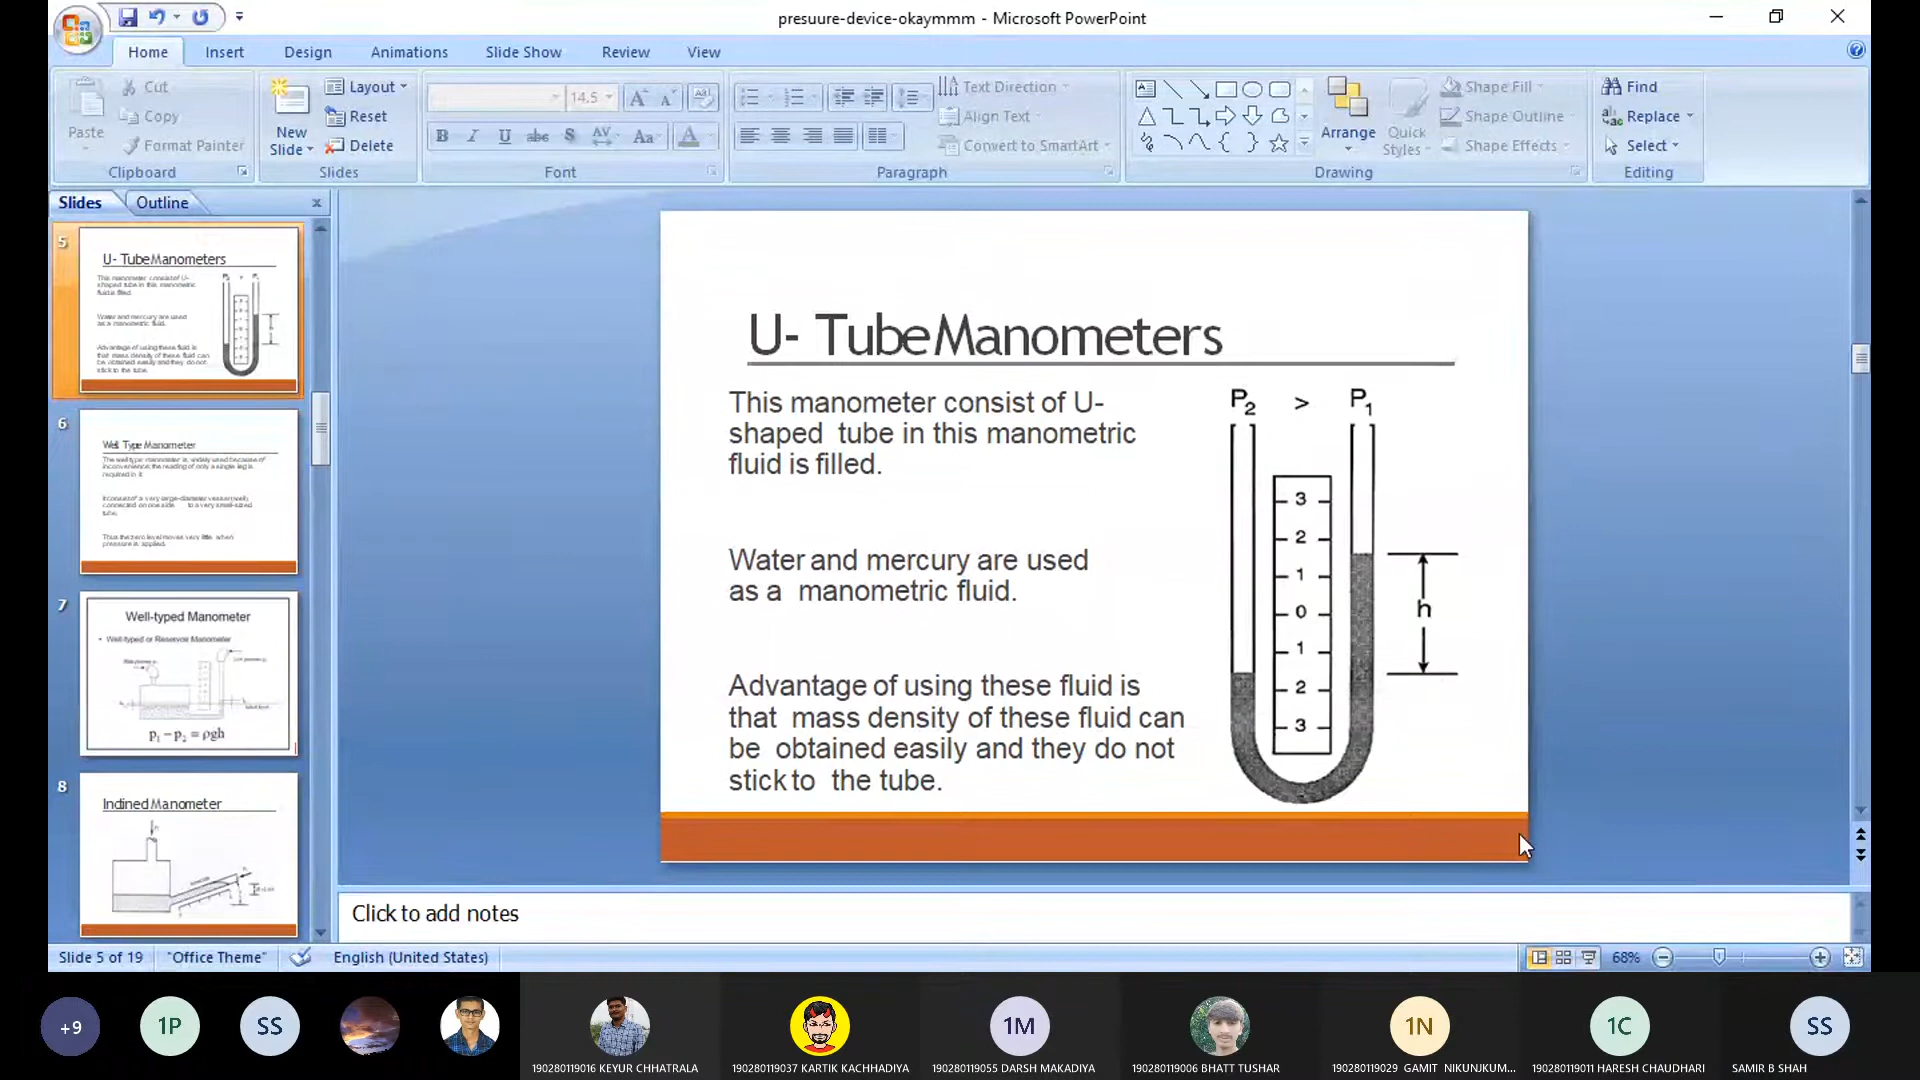 presuure-device-okaymmm - Microsoft PowerPoint
Home Insert Design Animations Slide Show Review View
Paste
Cut
Copy
Format Painter
Clipboard
New Slide
Layout
Reset
Delete
Slides
14.5
B I U abc S AV Aa A
Font
Text Direction
Align Text
Convert to SmartArt
Paragraph
Arrange
Quick Styles
Shape Fill
Shape Outline
Shape Effects
Drawing
Find
Replace
Select
Editing
Slides Outline
5
U- TubeManometers
This manometer consist of U-
shaped tube in this manometric
fluid is filled.
Water and mercury are used
as a manometric fluid.
Advantage of using these fluid is
that mass density of these fluid can
be obtained easily and they do not
stick to the tube.
6
Well Type Manometer
The well type manometer is widely used because of
inconvenience; the reading of only a single leg is
required in it.
It consist of a very large-diameter vessel (well)
connected on one side to a very small-sized
tube.
Thus the zero level moves very little when
pressure is applied.
7
Well-typed Manometer
• Well-typed or Reservoir Manometer
p₁ – p₂ = ρgh
8
Inclined Manometer
U- TubeManometers
This manometer consist of U-
shaped tube in this manometric
fluid is filled.
Water and mercury are used
as a manometric fluid.
Advantage of using these fluid is
that mass density of these fluid can
be obtained easily and they do not
stick to the tube.
P₂ > P₁
3
2
1
0
1
2
3
h
Click to add notes
Slide 5 of 19 "Office Theme" English (United States) 68%
+9 1P SS 1M 1N 1C SS
190280119016 KEYUR CHHATRALA 190280119037 KARTIK KACHHADIYA 190280119055 DARSH MAKADIYA 190280119006 BHATT TUSHAR 190280119029 GAMIT NIKUNJKUM... 190280119011 HARESH CHAUDHARI SAMIR B SHAH